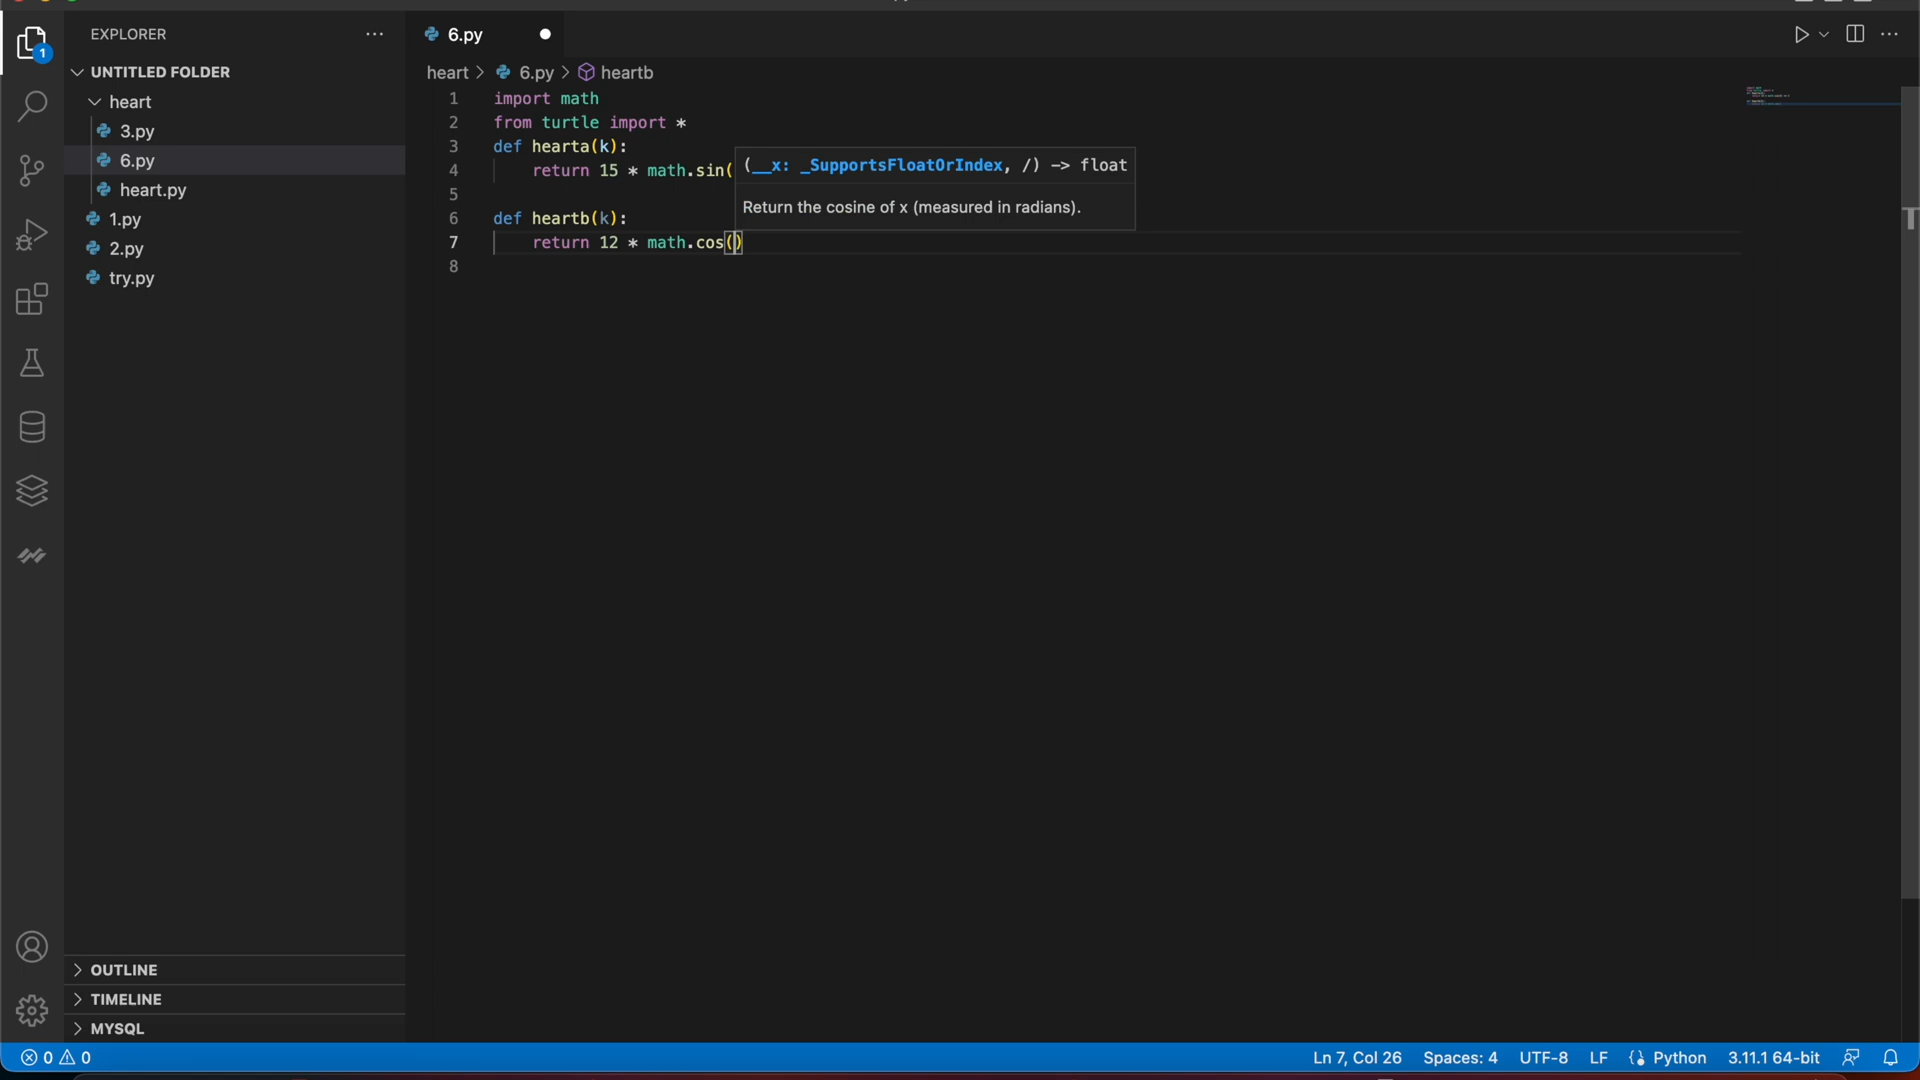 EXPLORER
6.py
1
UNTITLED FOLDER
heart
3.py
6.py
heart.py
1.py
2.py
try.py
heart > 6.py > heartb
1 import math
2 from turtle import *
3 def hearta(k):
4 return 15 * math.sin(
5
6 def heartb(k):
7 return 12 * math.cos()
8
(__x: _SupportsFloatOrIndex, /) -> float
Return the cosine of x (measured in radians).
OUTLINE
TIMELINE
MYSQL
0 0
Ln 7, Col 26 Spaces: 4 UTF-8 LF Python 3.11.1 64-bit